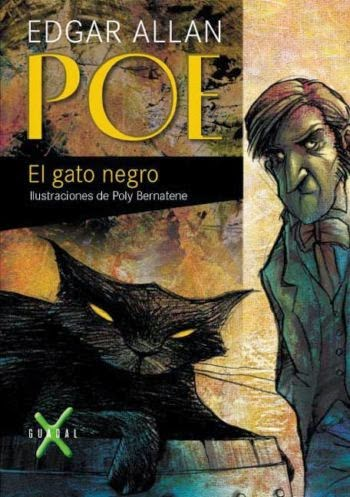 EDGAR ALLAN
POE
El gato negro
Ilustraciones de Poly Bernatene
GUADAL